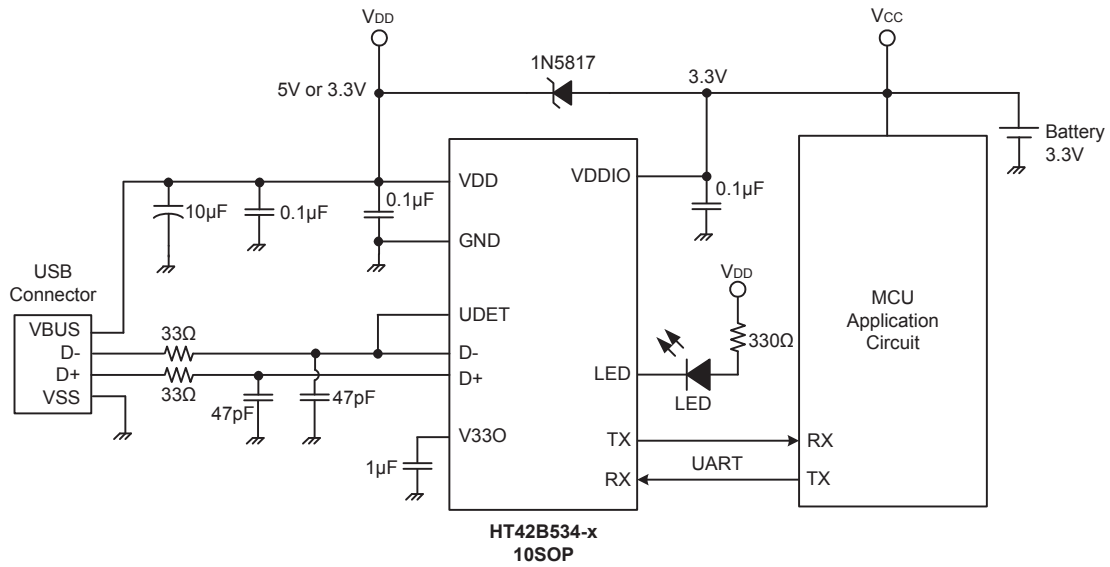 VDD
VCC
1N5817
5V or 3.3V
3.3V
Battery
3.3V
VDD
VDDIO
0.1µF
0.1µF
10µF
0.1µF
GND
USB
Connector
VDD
MCU
Application
Circuit
UDET
VBUS
33Ω
330Ω
D-
D-
D+
D+
LED
LED
VSS
33Ω
47pF
47pF
V33O
TX
RX
1µF
UART
RX
TX
HT42B534-x
10SOP